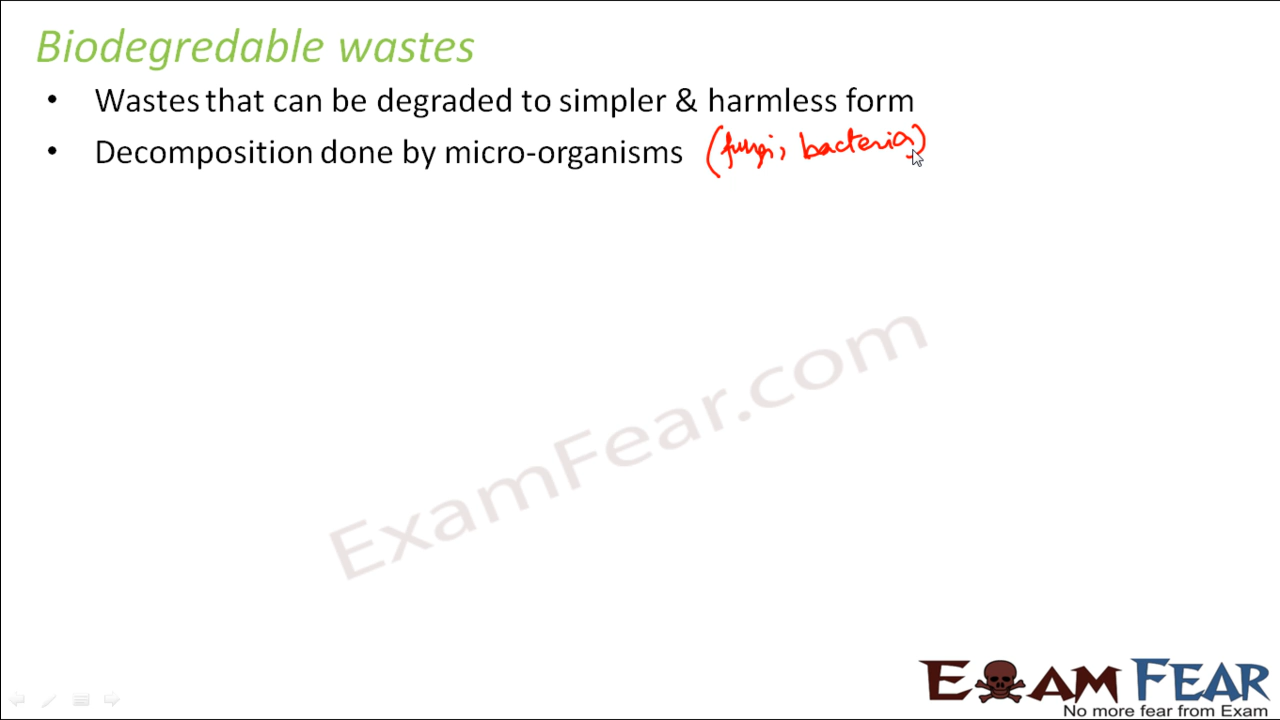 Biodegredable wastes
• Wastes that can be degraded to simpler & harmless form
• Decomposition done by micro-organisms (fungi, bacteria)
ExamFear.com
EXAM FEAR
No more fear from Exam